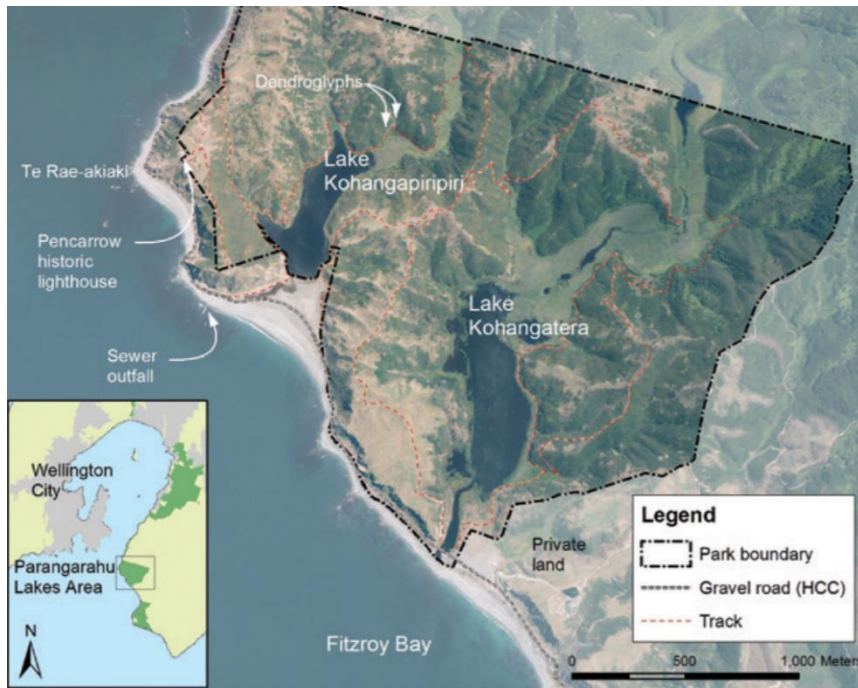 Dendroglyphs
Lake
Kohangapiripiri
Te Rae-akiaki
Pencarrow
historic
lighthouse
Lake
Kohangatera
Sewer
outfall
Wellington
City
Parangarahu
Lakes Area
N
Private
land
Fitzroy Bay
Legend
Park boundary
Gravel road (HCC)
Track
0 500 1,000 Meters